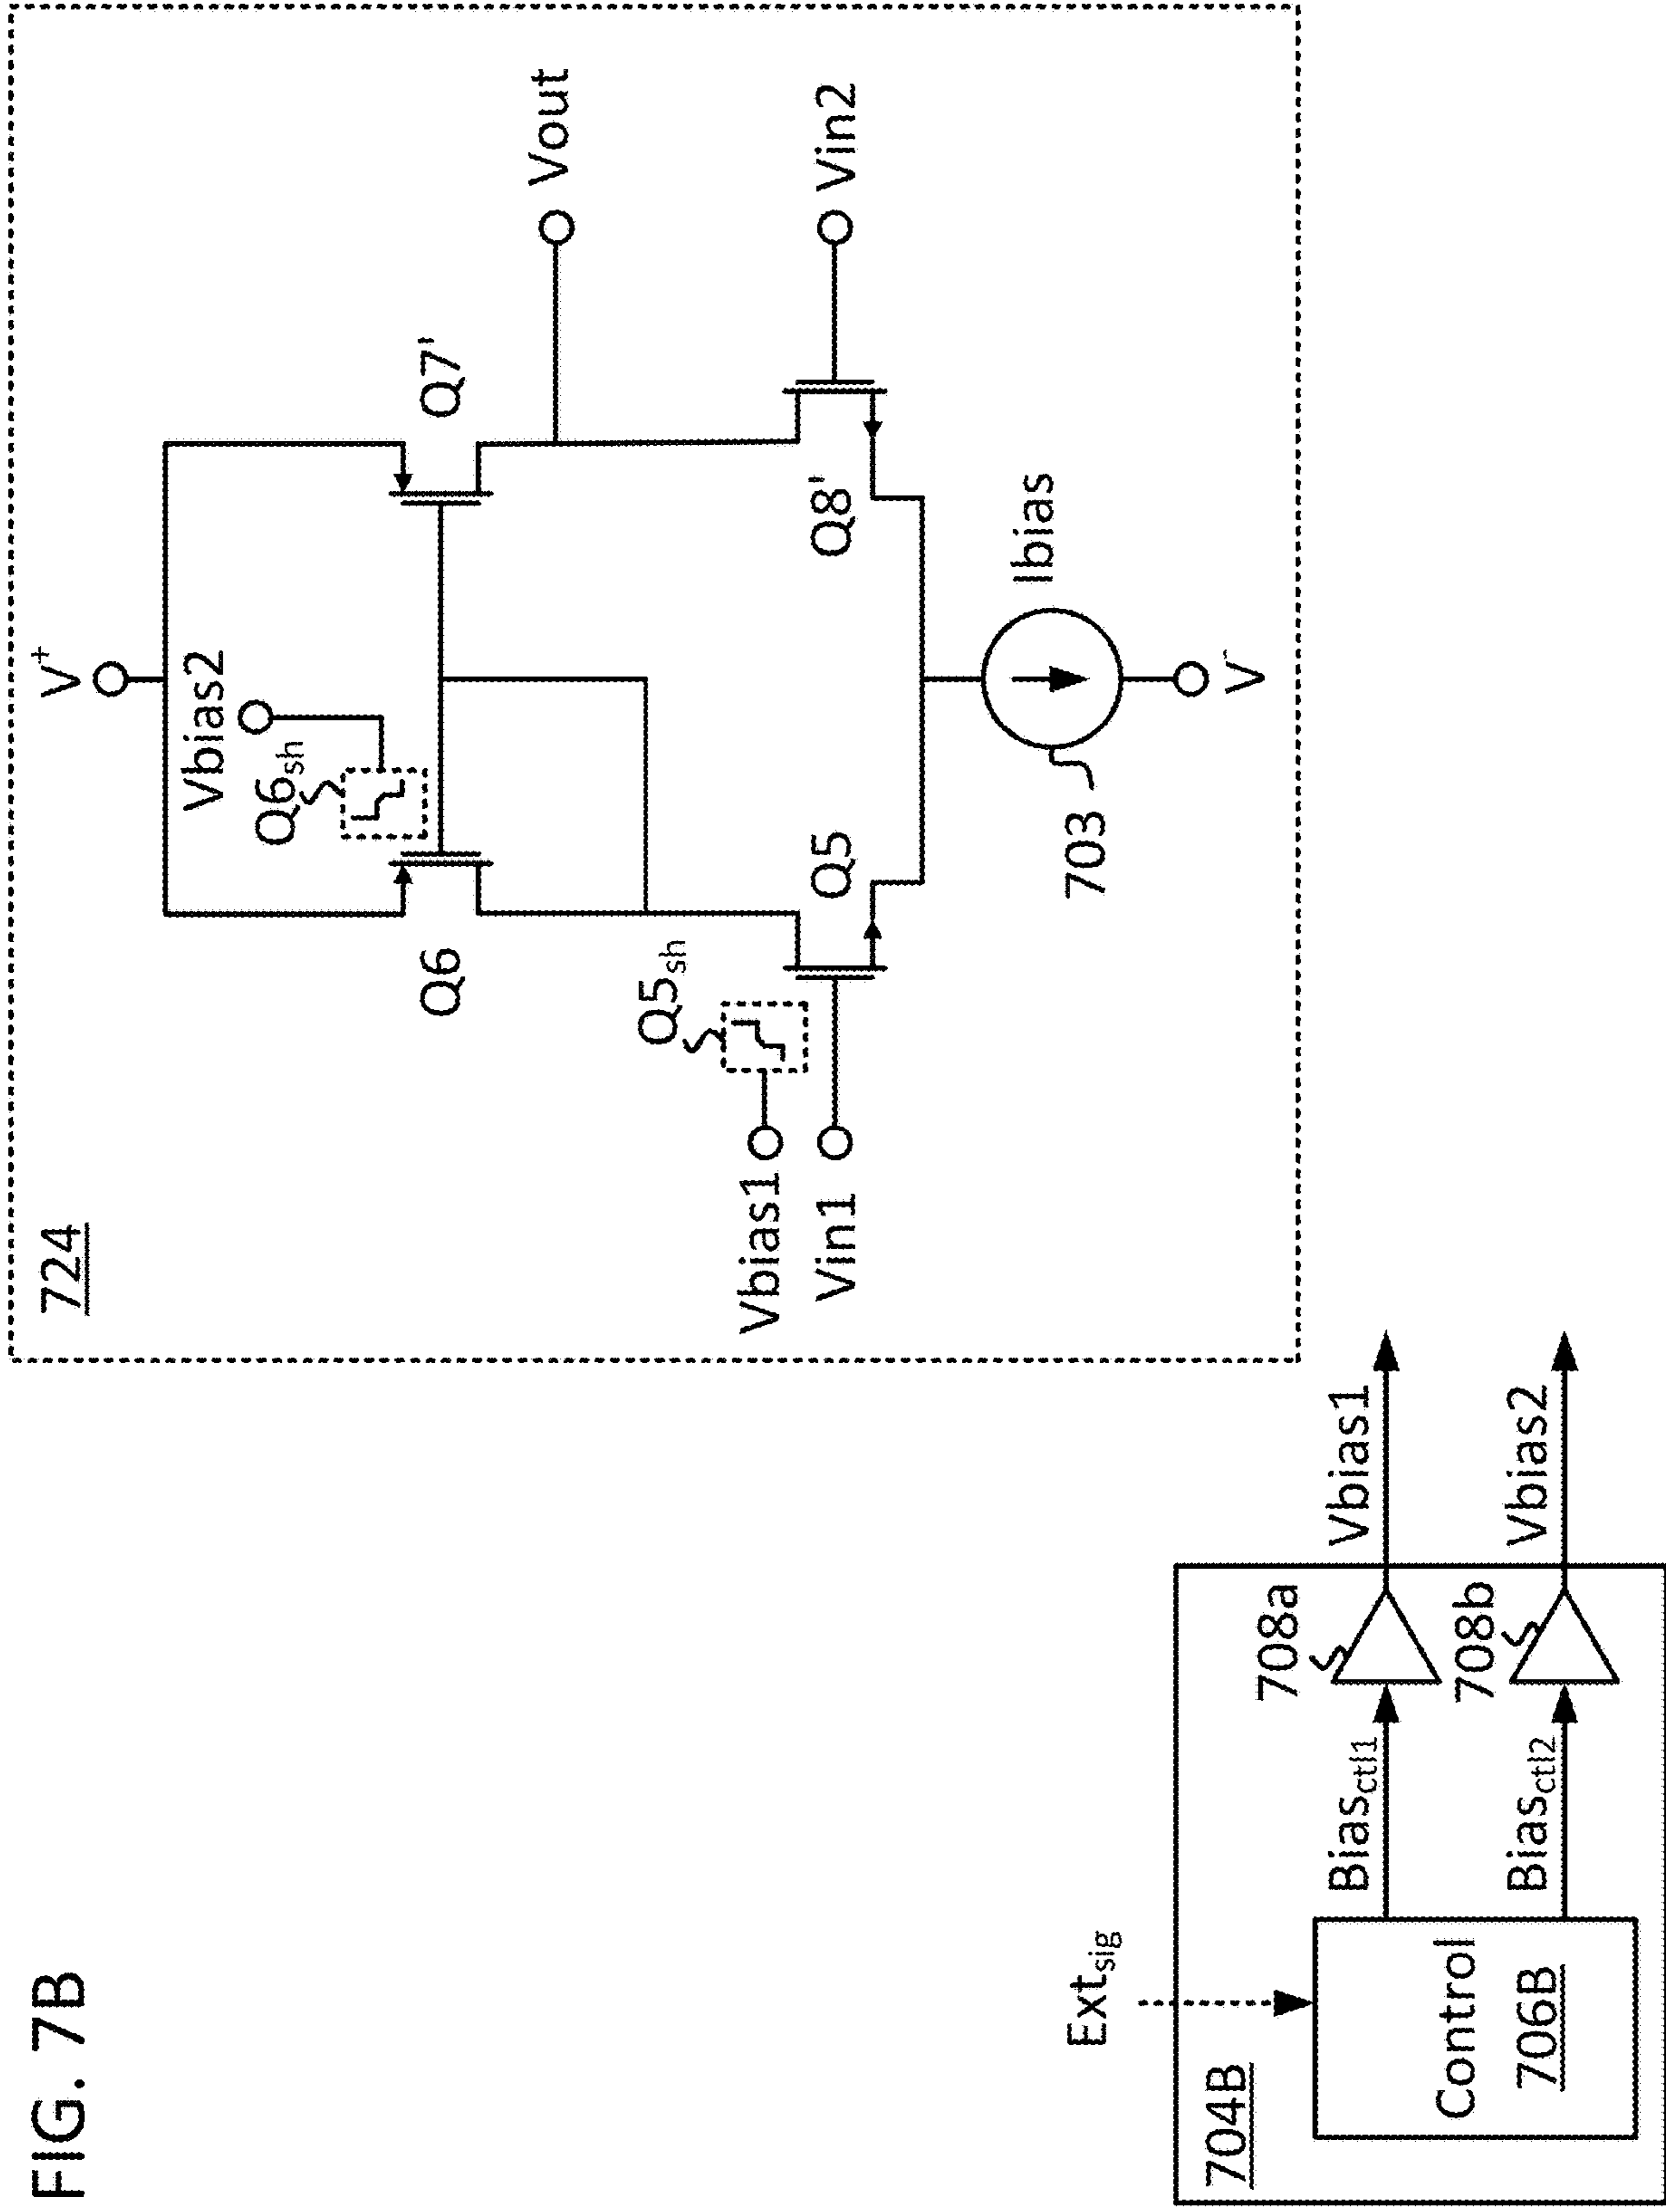 FIG. 7B
724
V+
Vbias2
Q6sh
Q6
Q7'
Vout
Q5sh
Vbias1
Vin1
Q5
Q8'
Vin2
703
Ibias
V-
704B
Extsig
Control
706B
Biasctl1
Biasctl2
708a
708b
Vbias1
Vbias2